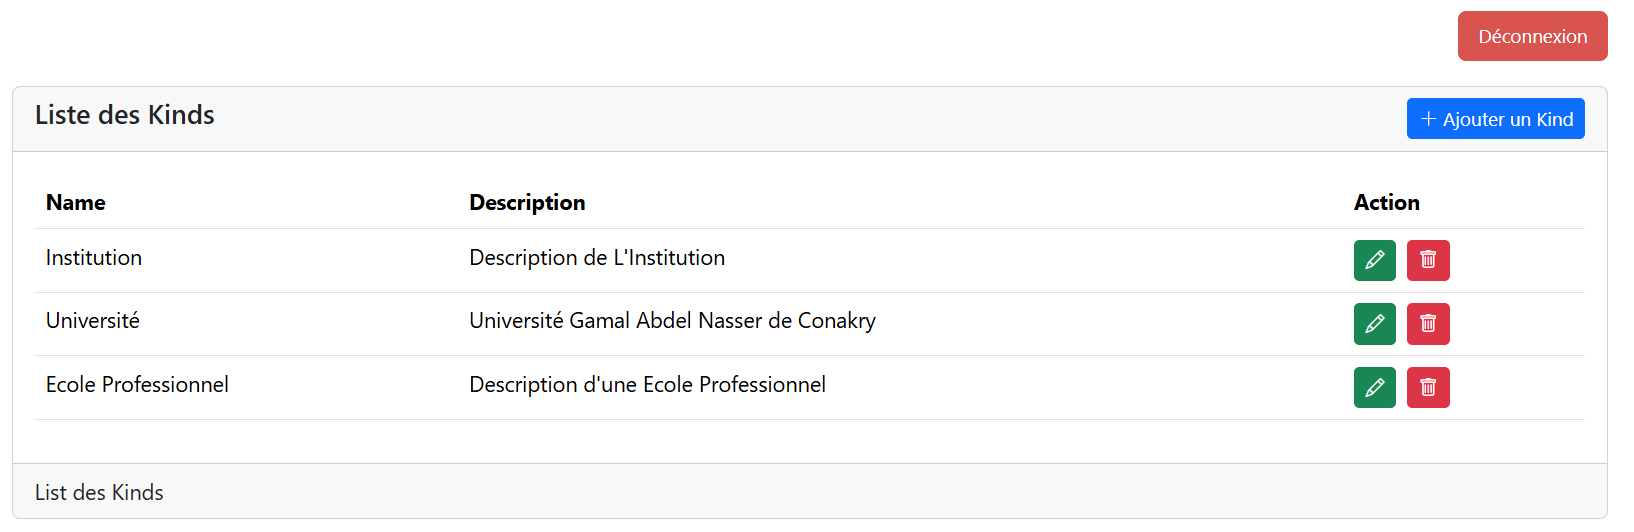 Déconnexion
Liste des Kinds
+ Ajouter un Kind
Name Description Action
Institution Description de L'Institution
Université Université Gamal Abdel Nasser de Conakry
Ecole Professionnel Description d'une Ecole Professionnel
List des Kinds